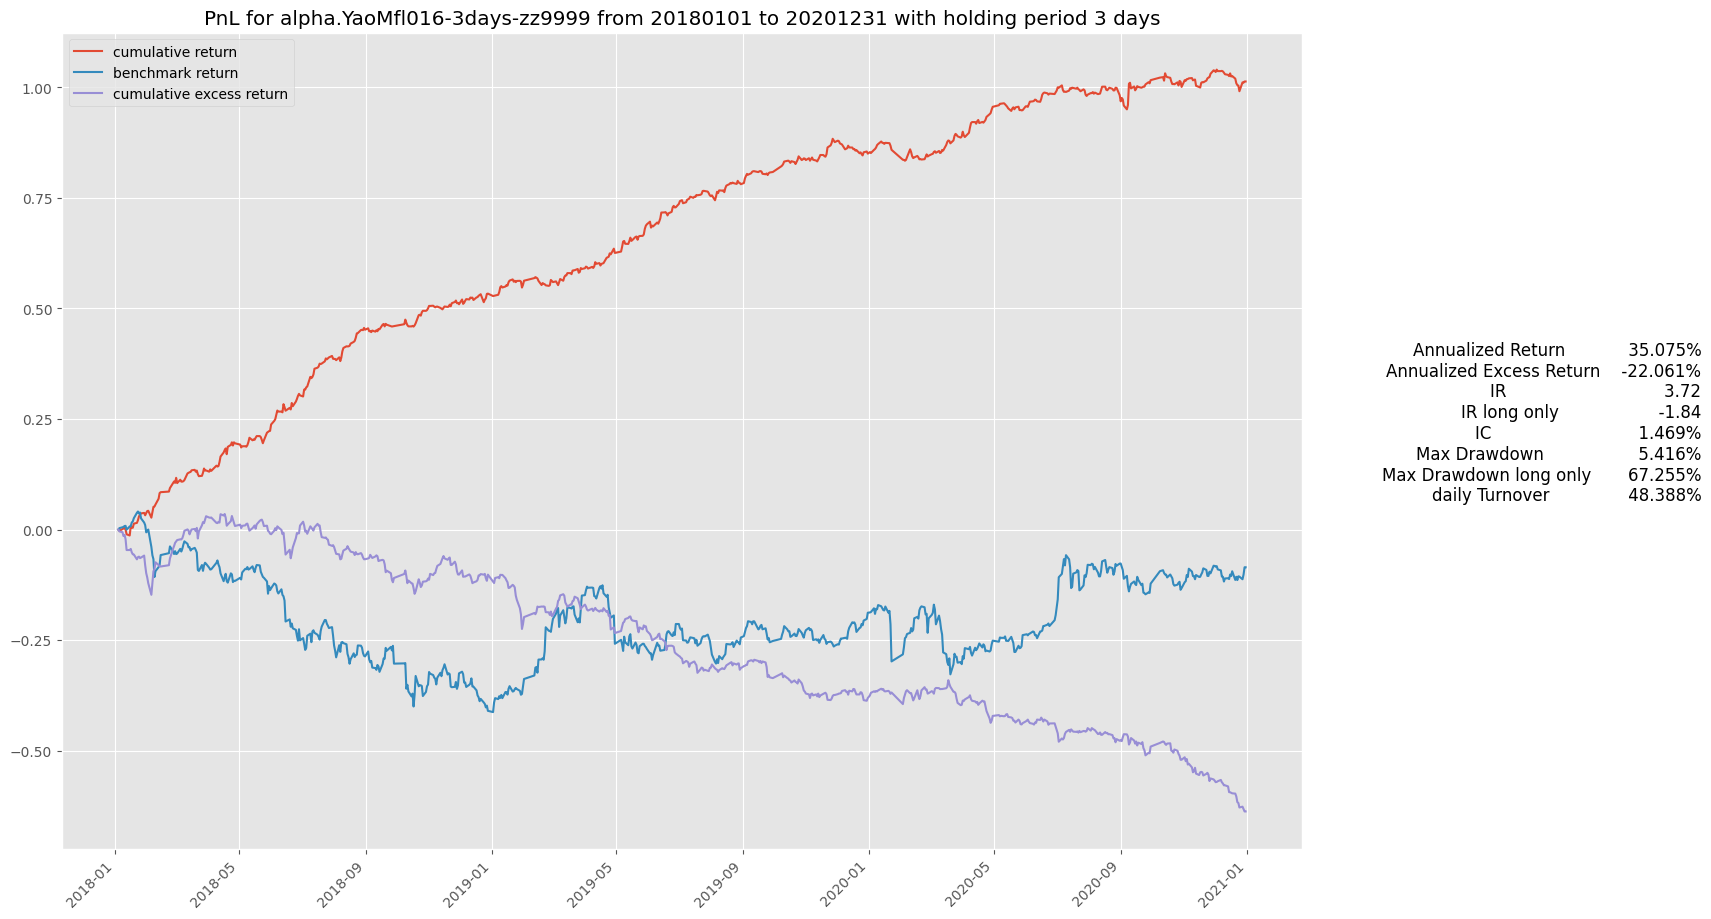 PnL for alpha.YaoMfl016-3days-zz9999 from 20180101 to 20201231 with holding period 3 days
cumulative return
benchmark return
cumulative excess return
1.00
0.75
0.50
0.25
0.00
−0.25
−0.50
2018-01
2018-05
2018-09
2019-01
2019-05
2019-09
2020-01
2020-05
2020-09
2021-01
Annualized Return 35.075%
Annualized Excess Return -22.061%
IR 3.72
IR long only -1.84
IC 1.469%
Max Drawdown 5.416%
Max Drawdown long only 67.255%
daily Turnover 48.388%